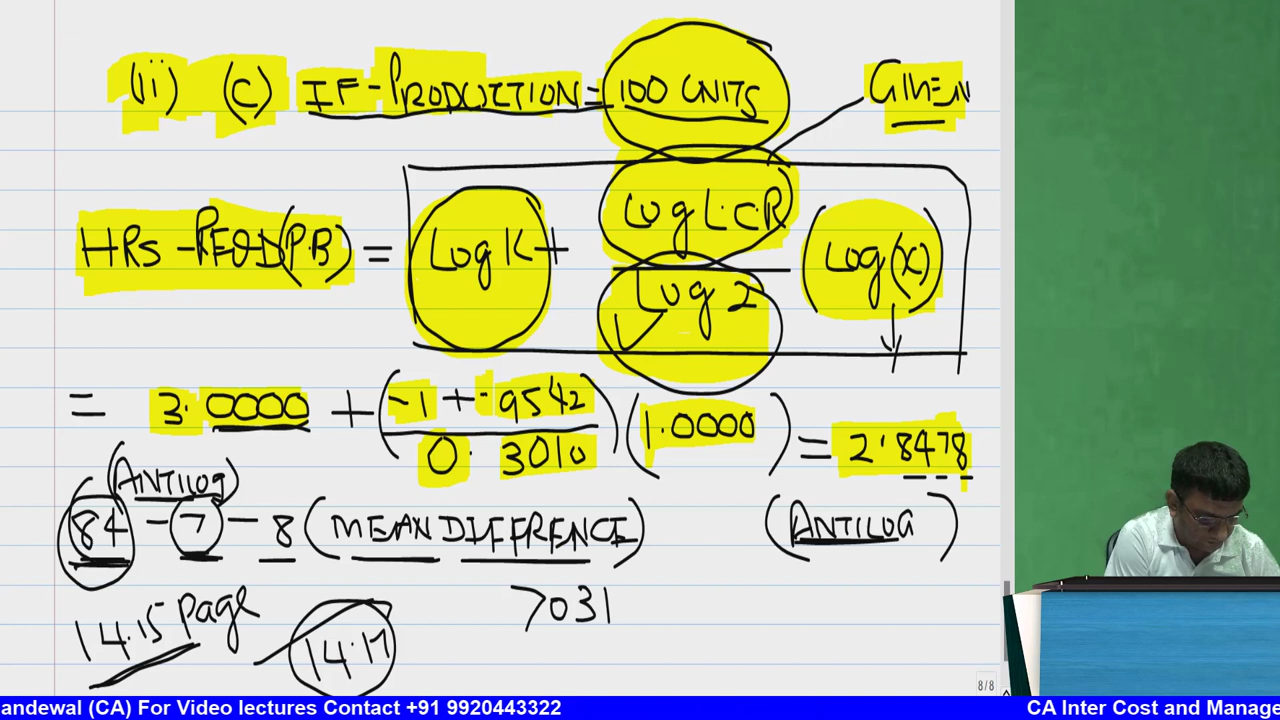 (ii) (C) IF-PRODUCTION = 100 UNITS GIVEN
HRS-REQD(P.B) = Log K + Log L.C.R / Log 2 (Log(x))
= 3.0000 + (-1 + .9542 / 0.3010)(1.0000) = 2.8478
(ANTILOG)
84 - 7 - 8 (MEAN DIFFERENCE) (ANTILOG)
14.15 page 14.17 7031
8/8
andewal (CA) For Video lectures Contact +91 9920443322 CA Inter Cost and Manage